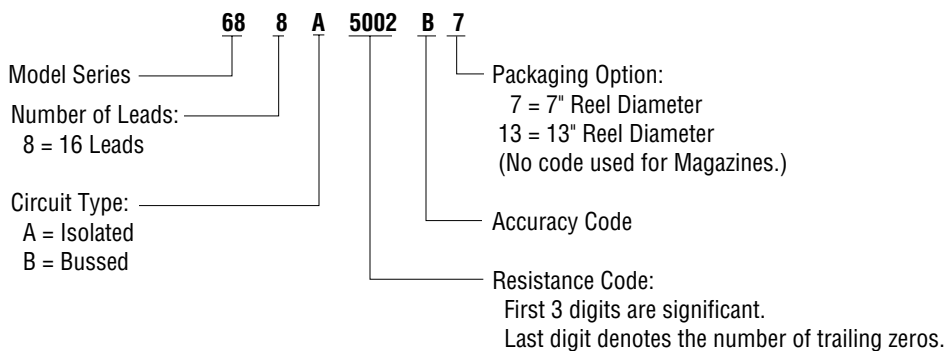 68 8 A 5002 B 7
Model Series
Number of Leads:
8 = 16 Leads
Circuit Type:
A = Isolated
B = Bussed
Packaging Option:
7 = 7" Reel Diameter
13 = 13" Reel Diameter
(No code used for Magazines.)
Accuracy Code
Resistance Code:
First 3 digits are significant.
Last digit denotes the number of trailing zeros.